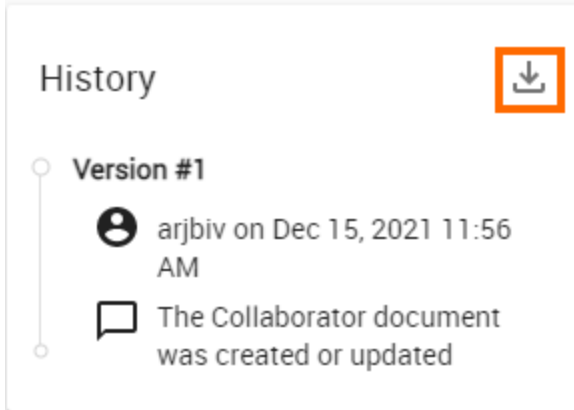 History
Version #1
arjbiv on Dec 15, 2021 11:56
AM
The Collaborator document
was created or updated